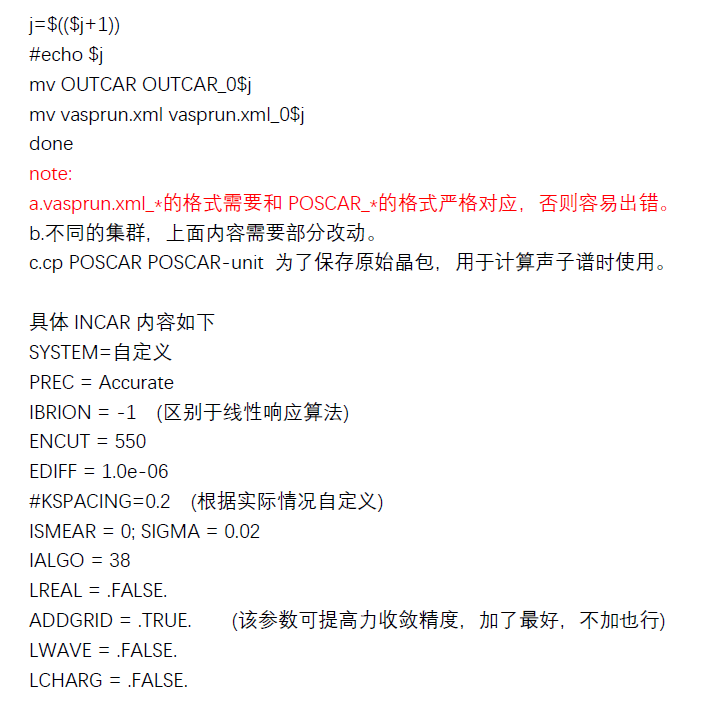 j=$(($j+1))
#echo $j
mv OUTCAR OUTCAR_0$j
mv vasprun.xml vasprun.xml_0$j
done
note:
a.vasprun.xml_*的格式需要和 POSCAR_*的格式严格对应，否则容易出错。
b.不同的集群，上面内容需要部分改动。
c.cp POSCAR POSCAR-unit 为了保存原始晶包，用于计算声子谱时使用。
具体 INCAR 内容如下
SYSTEM=自定义
PREC = Accurate
IBRION = -1 (区别于线性响应算法)
ENCUT = 550
EDIFF = 1.0e-06
#KSPACING=0.2 (根据实际情况自定义)
ISMEAR = 0; SIGMA = 0.02
IALGO = 38
LREAL = .FALSE.
ADDGRID = .TRUE. (该参数可提高力收敛精度，加了最好，不加也行)
LWAVE = .FALSE.
LCHARG = .FALSE.